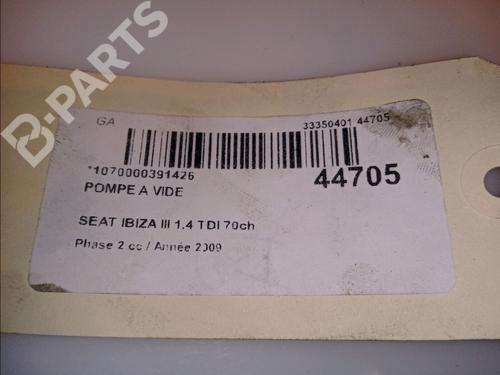 B-PARTS
GA 33350401 44705
*1070000391426 44705
POMPE A VIDE
SEAT IBIZA III 1.4 TDI 70ch
Phase 2 cc / Année 2009